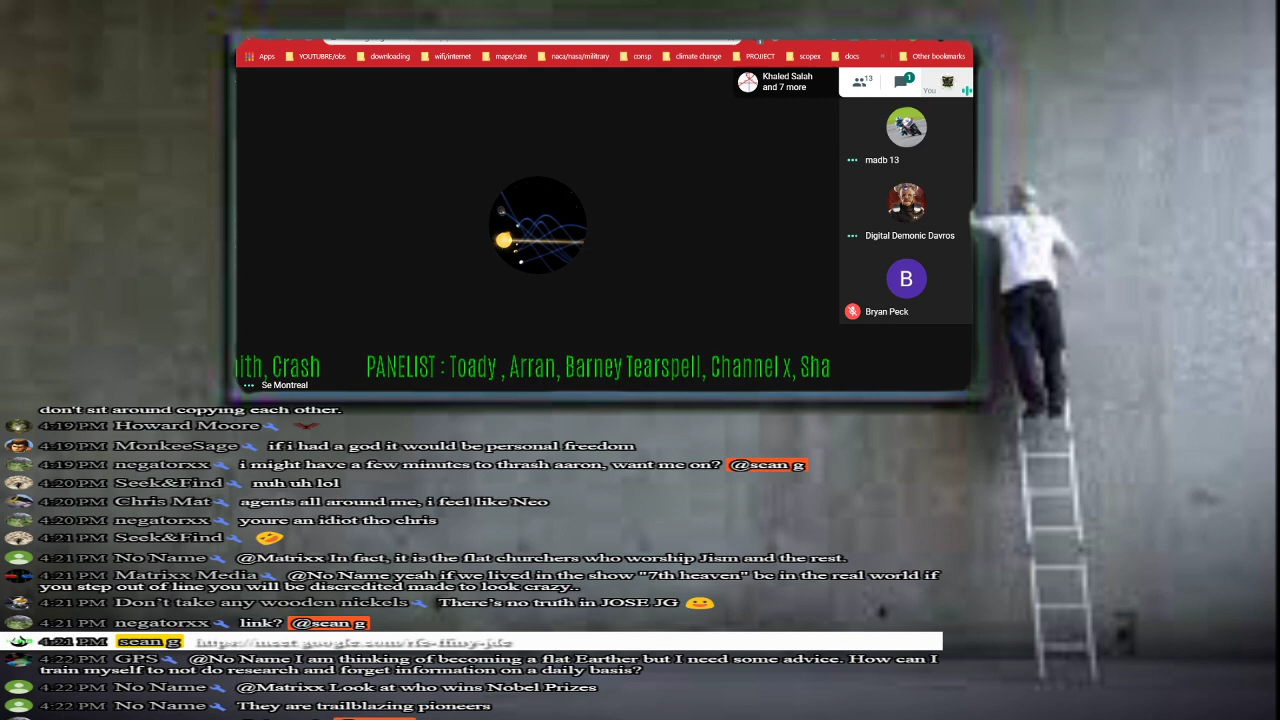 Apps YOUTUBRE/obs downloading wifi/internet maps/sate naca/nasa/militrary consp climate change PROJJECT scopex docs Other bookmarks
Khaled Salah
and 7 more
13
1
You
madb 13
Digital Demonic Davros
B
Bryan Peck
ith, Crash PANELIST : Toady , Arran, Barney Tearspell, Channel x, Sha
Se Montreal
don't sit around copying each other.
4:19 PM Howard Moore
4:19 PM MonkeeSage if i had a god it would be personal freedom
4:19 PM negatorxx i might have a few minutes to thrash aaron, want me on? @sean g
4:20 PM Seek&Find nuh uh lol
4:20 PM Chris Mat agents all around me, i feel like Neo
4:20 PM negatorxx youre an idiot tho chris
4:21 PM Seek&Find
4:21 PM No Name @Matrixx In fact, it is the flat churchers who worship Jism and the rest.
4:21 PM Matrixx Media @No Name yeah if we lived in the show "7th heaven" bc in the real world if
you step out of line you will be discredited made to look crazy..
4:21 PM Don't take any wooden nickels There's no truth in JOSE JG
4:21 PM negatorxx link? @sean g
4:21 PM sean g
4:22 PM GPS @No Name I am thinking of becoming a flat Earther but I need some advice. How can I
train myself to not do research and forget information on a daily basis?
4:22 PM No Name @Matrixx Look at who wins Nobel Prizes
4:22 PM No Name They are trailblazing pioneers